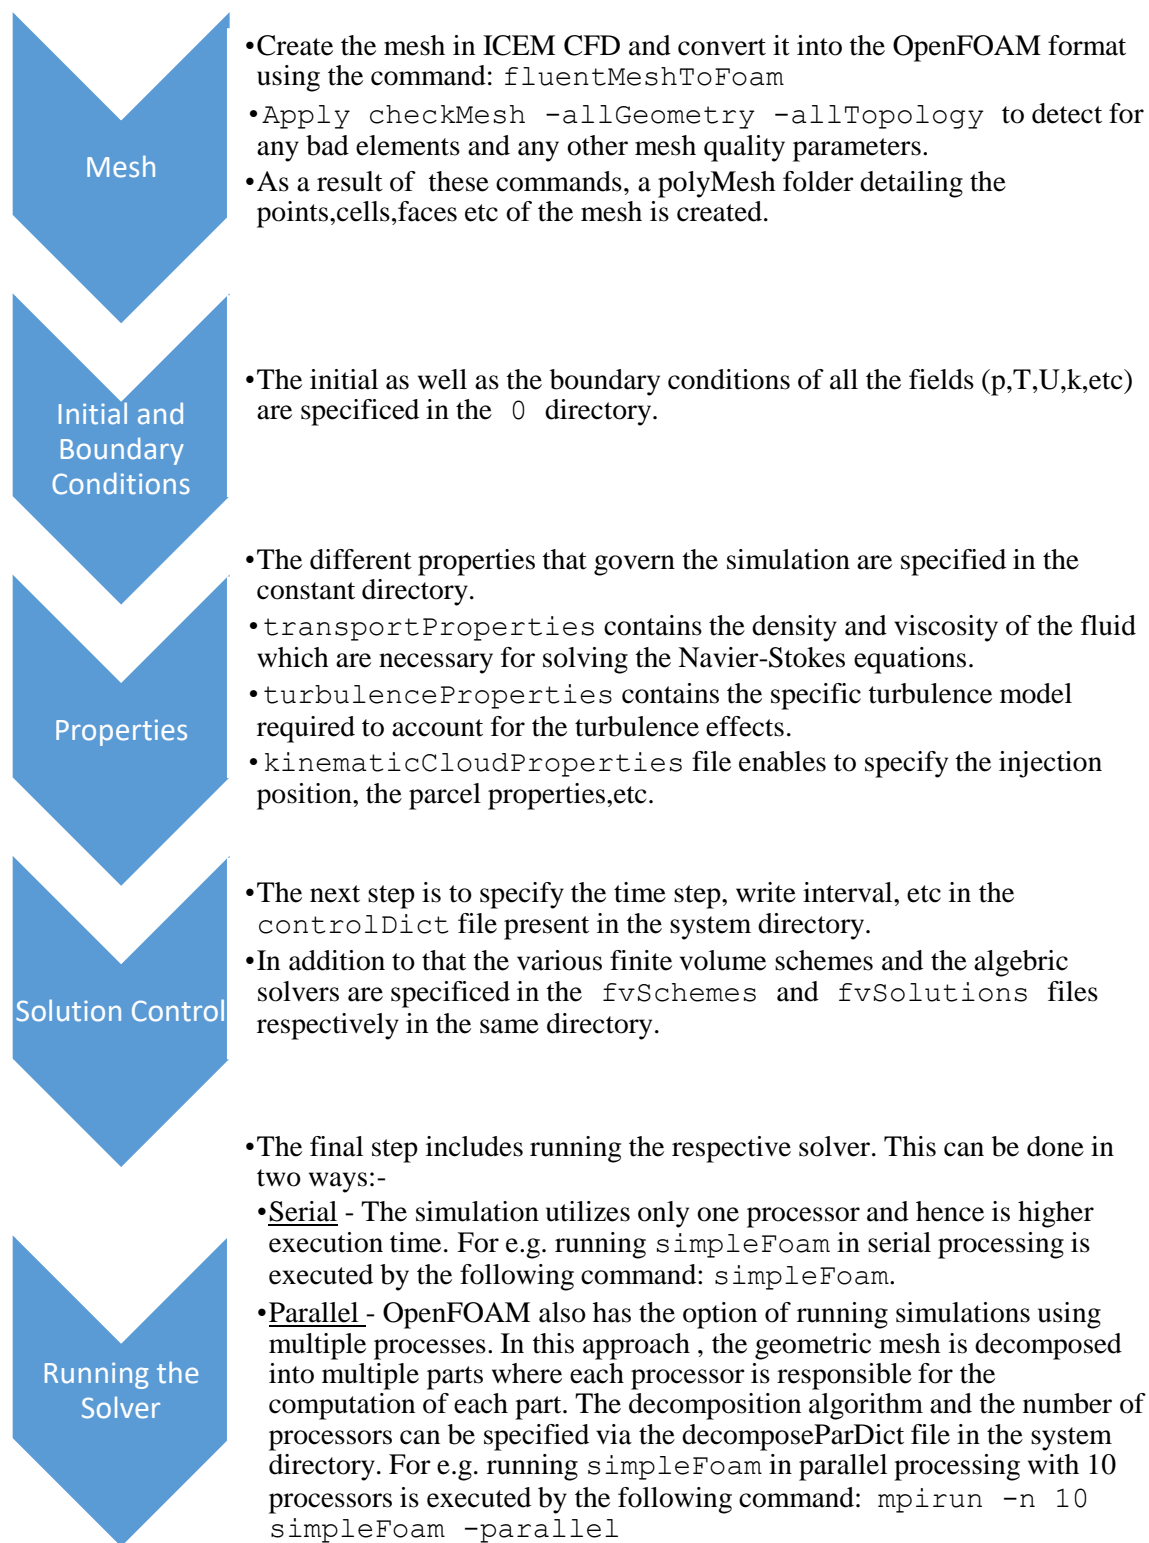 Mesh
•Create the mesh in ICEM CFD and convert it into the OpenFOAM format
using the command: fluentMeshToFoam
•Apply checkMesh -allGeometry -allTopology to detect for
any bad elements and any other mesh quality parameters.
•As a result of these commands, a polyMesh folder detailing the
points,cells,faces etc of the mesh is created.
Initial and
Boundary
Conditions
•The initial as well as the boundary conditions of all the fields (p,T,U,k,etc)
are specificed in the 0 directory.
Properties
•The different properties that govern the simulation are specified in the
constant directory.
•transportProperties contains the density and viscosity of the fluid
which are necessary for solving the Navier-Stokes equations.
•turbulenceProperties contains the specific turbulence model
required to account for the turbulence effects.
•kinematicCloudProperties file enables to specify the injection
position, the parcel properties,etc.
Solution Control
•The next step is to specify the time step, write interval, etc in the
controlDict file present in the system directory.
•In addition to that the various finite volume schemes and the algebric
solvers are specificed in the fvSchemes and fvSolutions files
respectively in the same directory.
Running the
Solver
•The final step includes running the respective solver. This can be done in
two ways:-
•Serial - The simulation utilizes only one processor and hence is higher
execution time. For e.g. running simpleFoam in serial processing is
executed by the following command: simpleFoam.
•Parallel - OpenFOAM also has the option of running simulations using
multiple processes. In this approach , the geometric mesh is decomposed
into multiple parts where each processor is responsible for the
computation of each part. The decomposition algorithm and the number of
processors can be specified via the decomposeParDict file in the system
directory. For e.g. running simpleFoam in parallel processing with 10
processors is executed by the following command: mpirun -n 10
simpleFoam -parallel